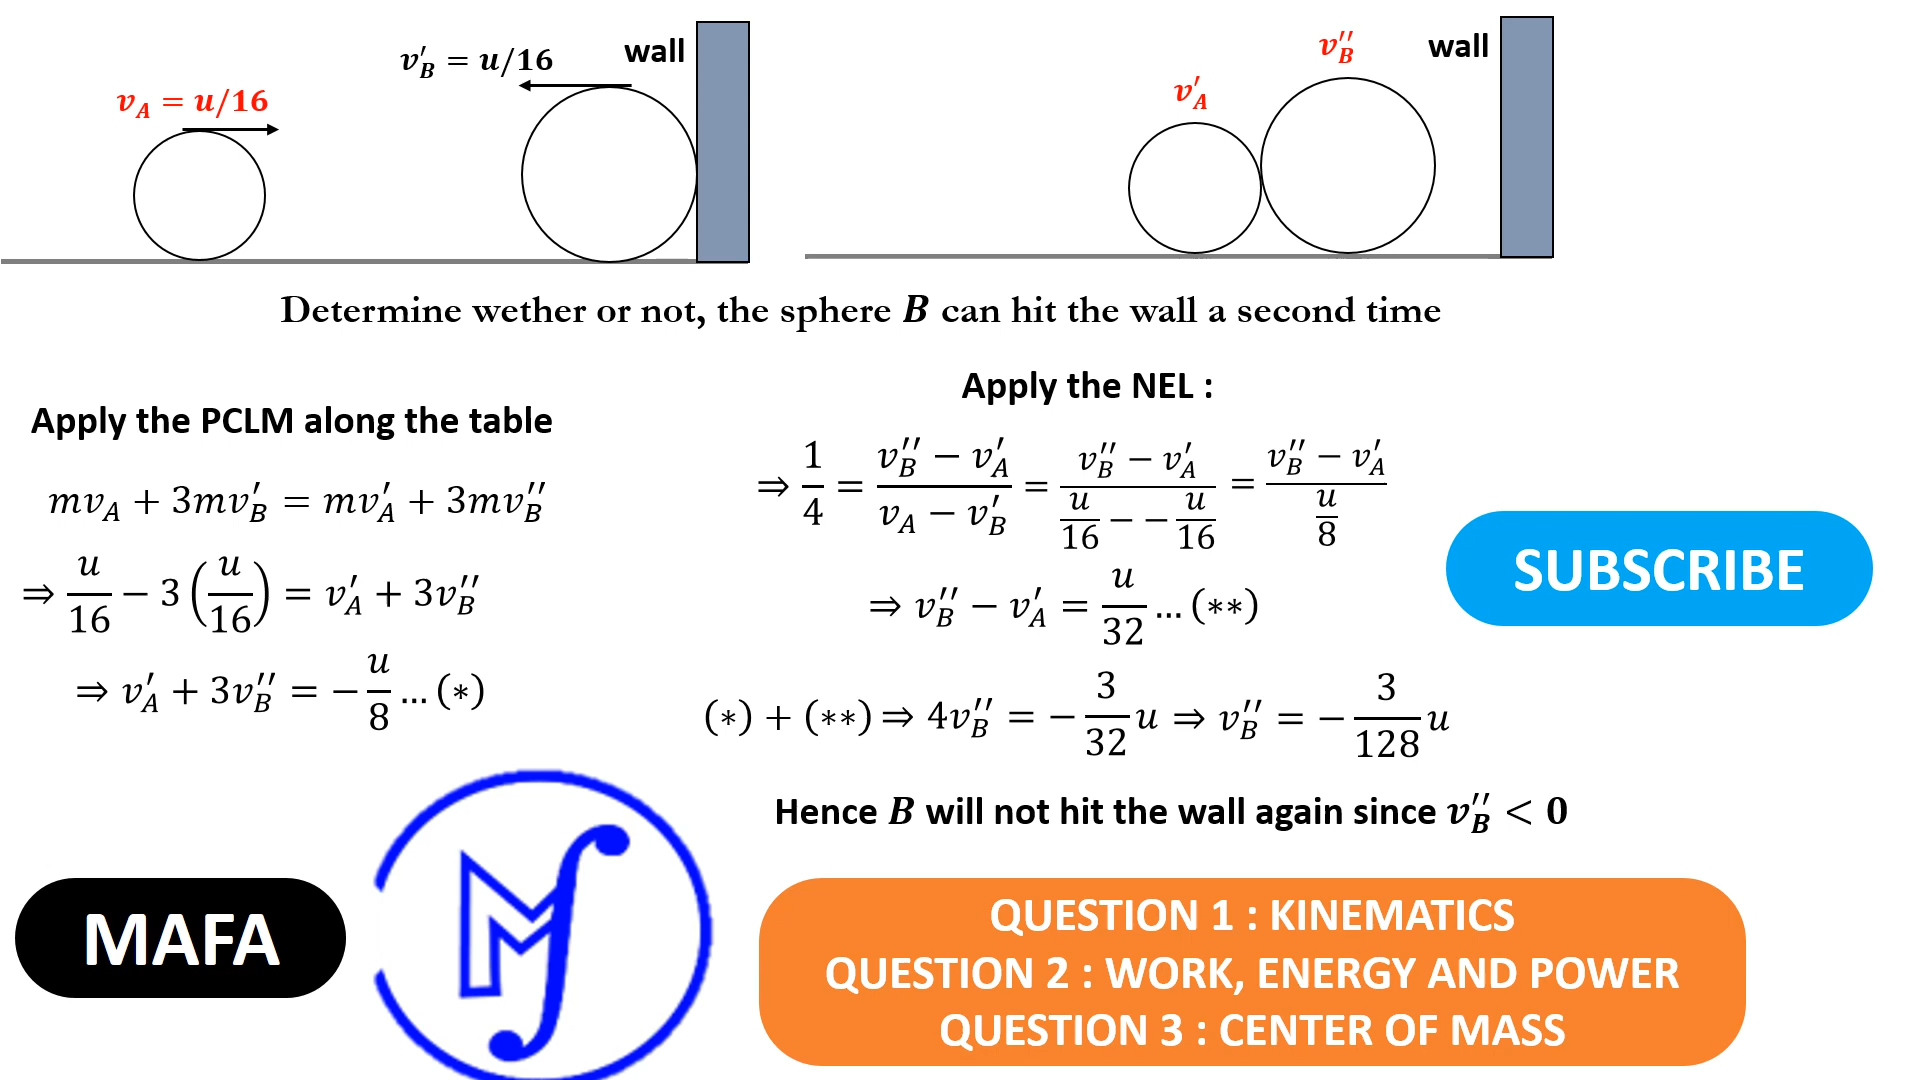 v_A = u/16
v′_B = u/16
wall
v′_A
v′′_B
wall
Determine wether or not, the sphere B can hit the wall a second time
Apply the PCLM along the table
mv_A + 3mv′_B = mv′_A + 3mv′′_B
⇒ u/16 − 3(u/16) = v′_A + 3v′′_B
⇒ v′_A + 3v′′_B = −u/8 … (∗)
Apply the NEL :
⇒ 1/4 = (v′′_B − v′_A)/(v_A − v′_B) = (v′′_B − v′_A)/(u/16 − − u/16) = (v′′_B − v′_A)/(u/8)
⇒ v′′_B − v′_A = u/32 … (∗∗)
(∗) + (∗∗) ⇒ 4v′′_B = −3/32 u ⇒ v′′_B = −3/128 u
Hence B will not hit the wall again since v′′_B < 0
SUBSCRIBE
MAFA
QUESTION 1 : KINEMATICS
QUESTION 2 : WORK, ENERGY AND POWER
QUESTION 3 : CENTER OF MASS